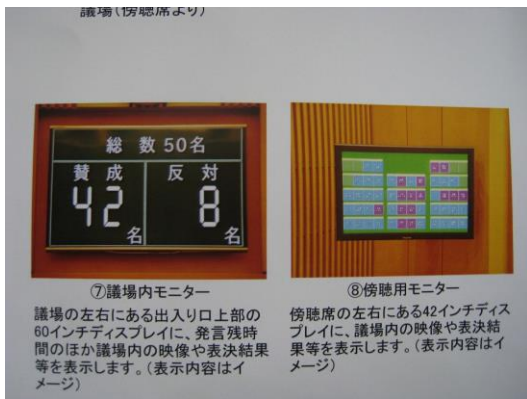 議場(傍聴席より)
総 数 50名
賛 成
反 対
42名
8名
⑦議場内モニター
議場の左右にある出入り口上部の
60インチディスプレイに、発言残時
間のほか議場内の映像や表決結果
等を表示します。(表示内容はイ
メージ)
⑧傍聴用モニター
傍聴席の左右にある42インチディス
プレイに、議場内の映像や表決結
果等を表示します。(表示内容はイ
メージ)